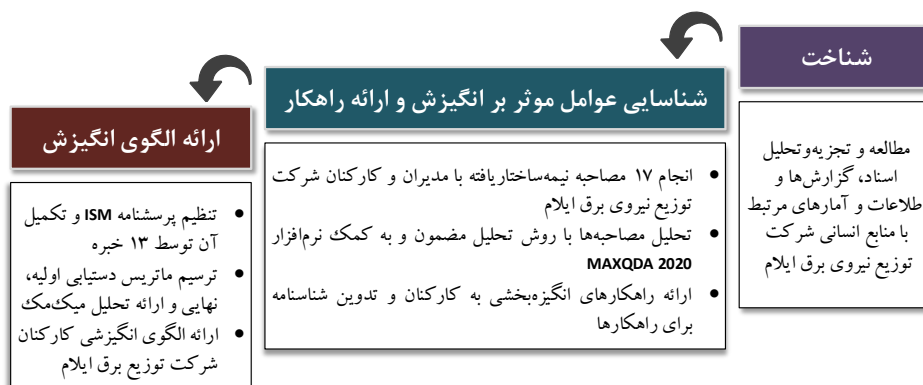 شناخت
مطالعه و تجزیه‌وتحلیل
اسناد، گزارش‌ها و
طلاعات و آمارهای مرتبط
با منابع انسانی شرکت
توزیع نیروی برق ایلام
شناسایی عوامل موثر بر انگیزش و ارائه راهکار
• انجام ۱۷ مصاحبه نیمه‌ساختاریافته با مدیران و کارکنان شرکت
توزیع نیروی برق ایلام
• تحلیل مصاحبه‌ها با روش تحلیل مضمون و به کمک نرم‌افزار
MAXQDA 2020
• ارائه راهکارهای انگیزه‌بخشی به کارکنان و تدوین شناسنامه
برای راهکارها
ارائه الگوی انگیزش
• تنظیم پرسشنامه ISM و تکمیل
آن توسط ۱۳ خبره
• ترسیم ماتریس دستیابی اولیه،
نهایی و ارائه تحلیل میک‌مک
• ارائه الگوی انگیزشی کارکنان
شرکت توزیع برق ایلام